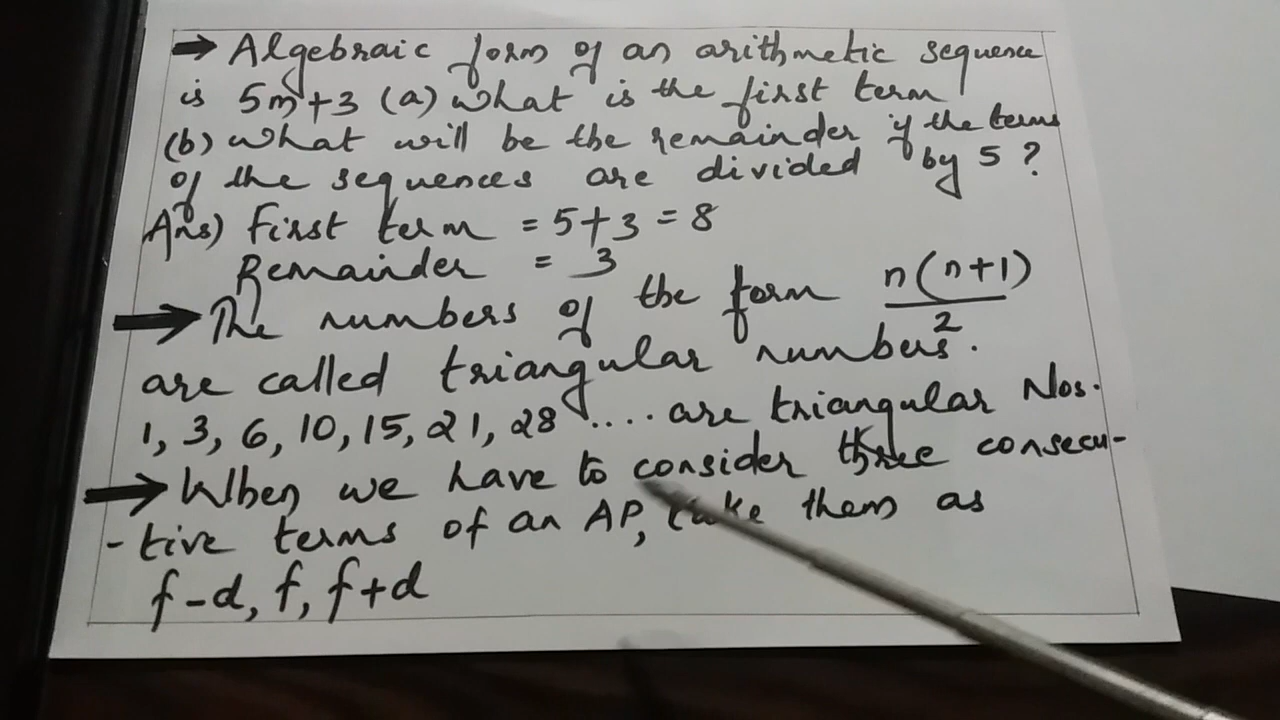 → Algebraic form of an arithmetic sequence
is 5n+3 (a) what is the first term
(b) what will be the remainder if the terms
of the sequences are divided by 5 ?
Ans) First term = 5+3 = 8
Remainder = 3
→ The numbers of the form n(n+1)/2
are called triangular numbers.
1, 3, 6, 10, 15, 21, 28 .... are triangular Nos.
→ When we have to consider three consecu-
-tive terms of an AP, take them as
f-d, f, f+d